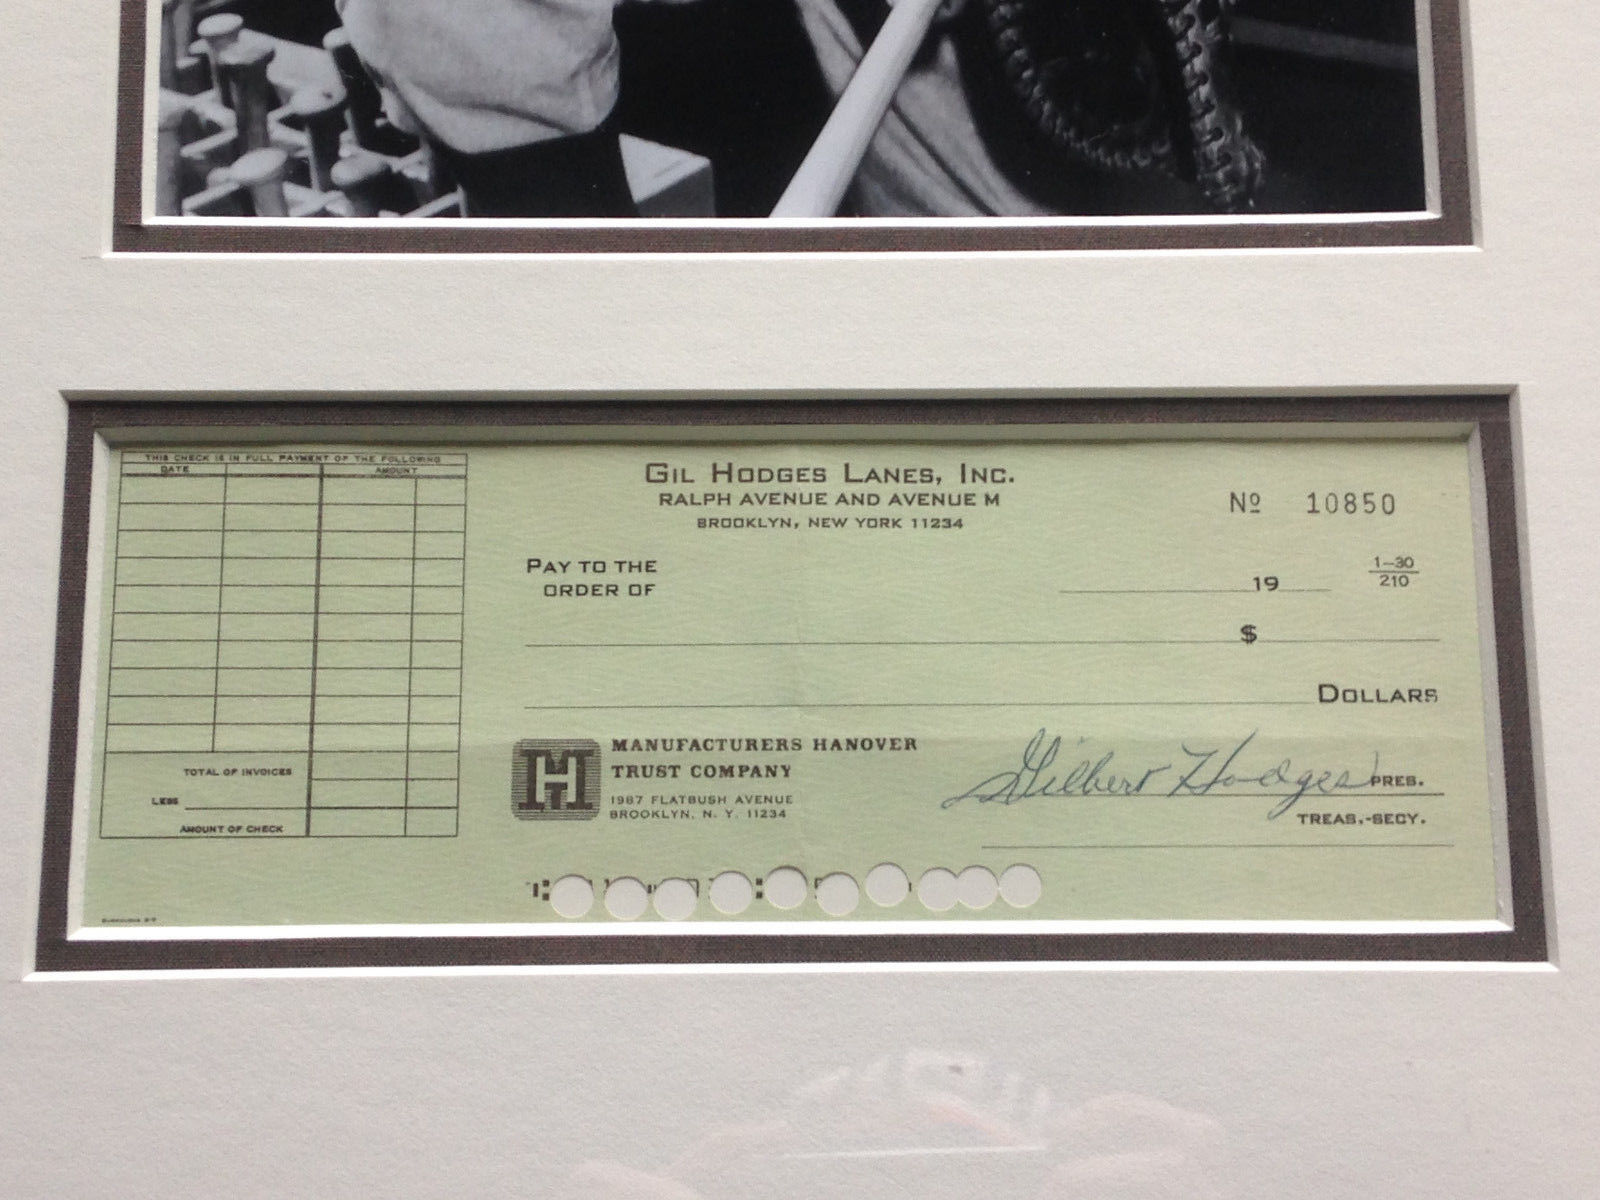 THIS CHECK IS IN FULL PAYMENT OF THE FOLLOWING
DATE AMOUNT
TOTAL OF INVOICES
LESS
AMOUNT OF CHECK
GIL HODGES LANES, INC.
RALPH AVENUE AND AVENUE M
BROOKLYN, NEW YORK 11234
Nº 10850
PAY TO THE
ORDER OF
19
1-30
210
$
DOLLARS
HT
MANUFACTURERS HANOVER
TRUST COMPANY
1987 FLATBUSH AVENUE
BROOKLYN, N. Y. 11234
Gilbert Hodges PRES.
TREAS.-SECY.